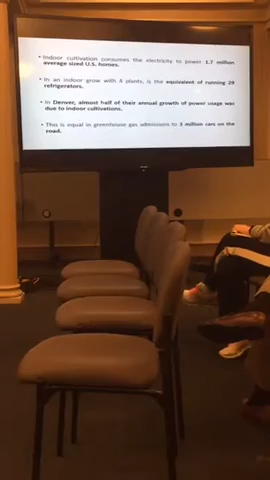 • Indoor cultivation consumes the electricity to power 1.7 million
average sized U.S. homes.
• In an indoor grow with 4 plants, is the equivalent of running 29
refrigerators.
• In Denver, almost half of their annual growth of power usage was
due to indoor cultivations.
• This is equal in greenhouse gas admissions to 3 million cars on the
road.